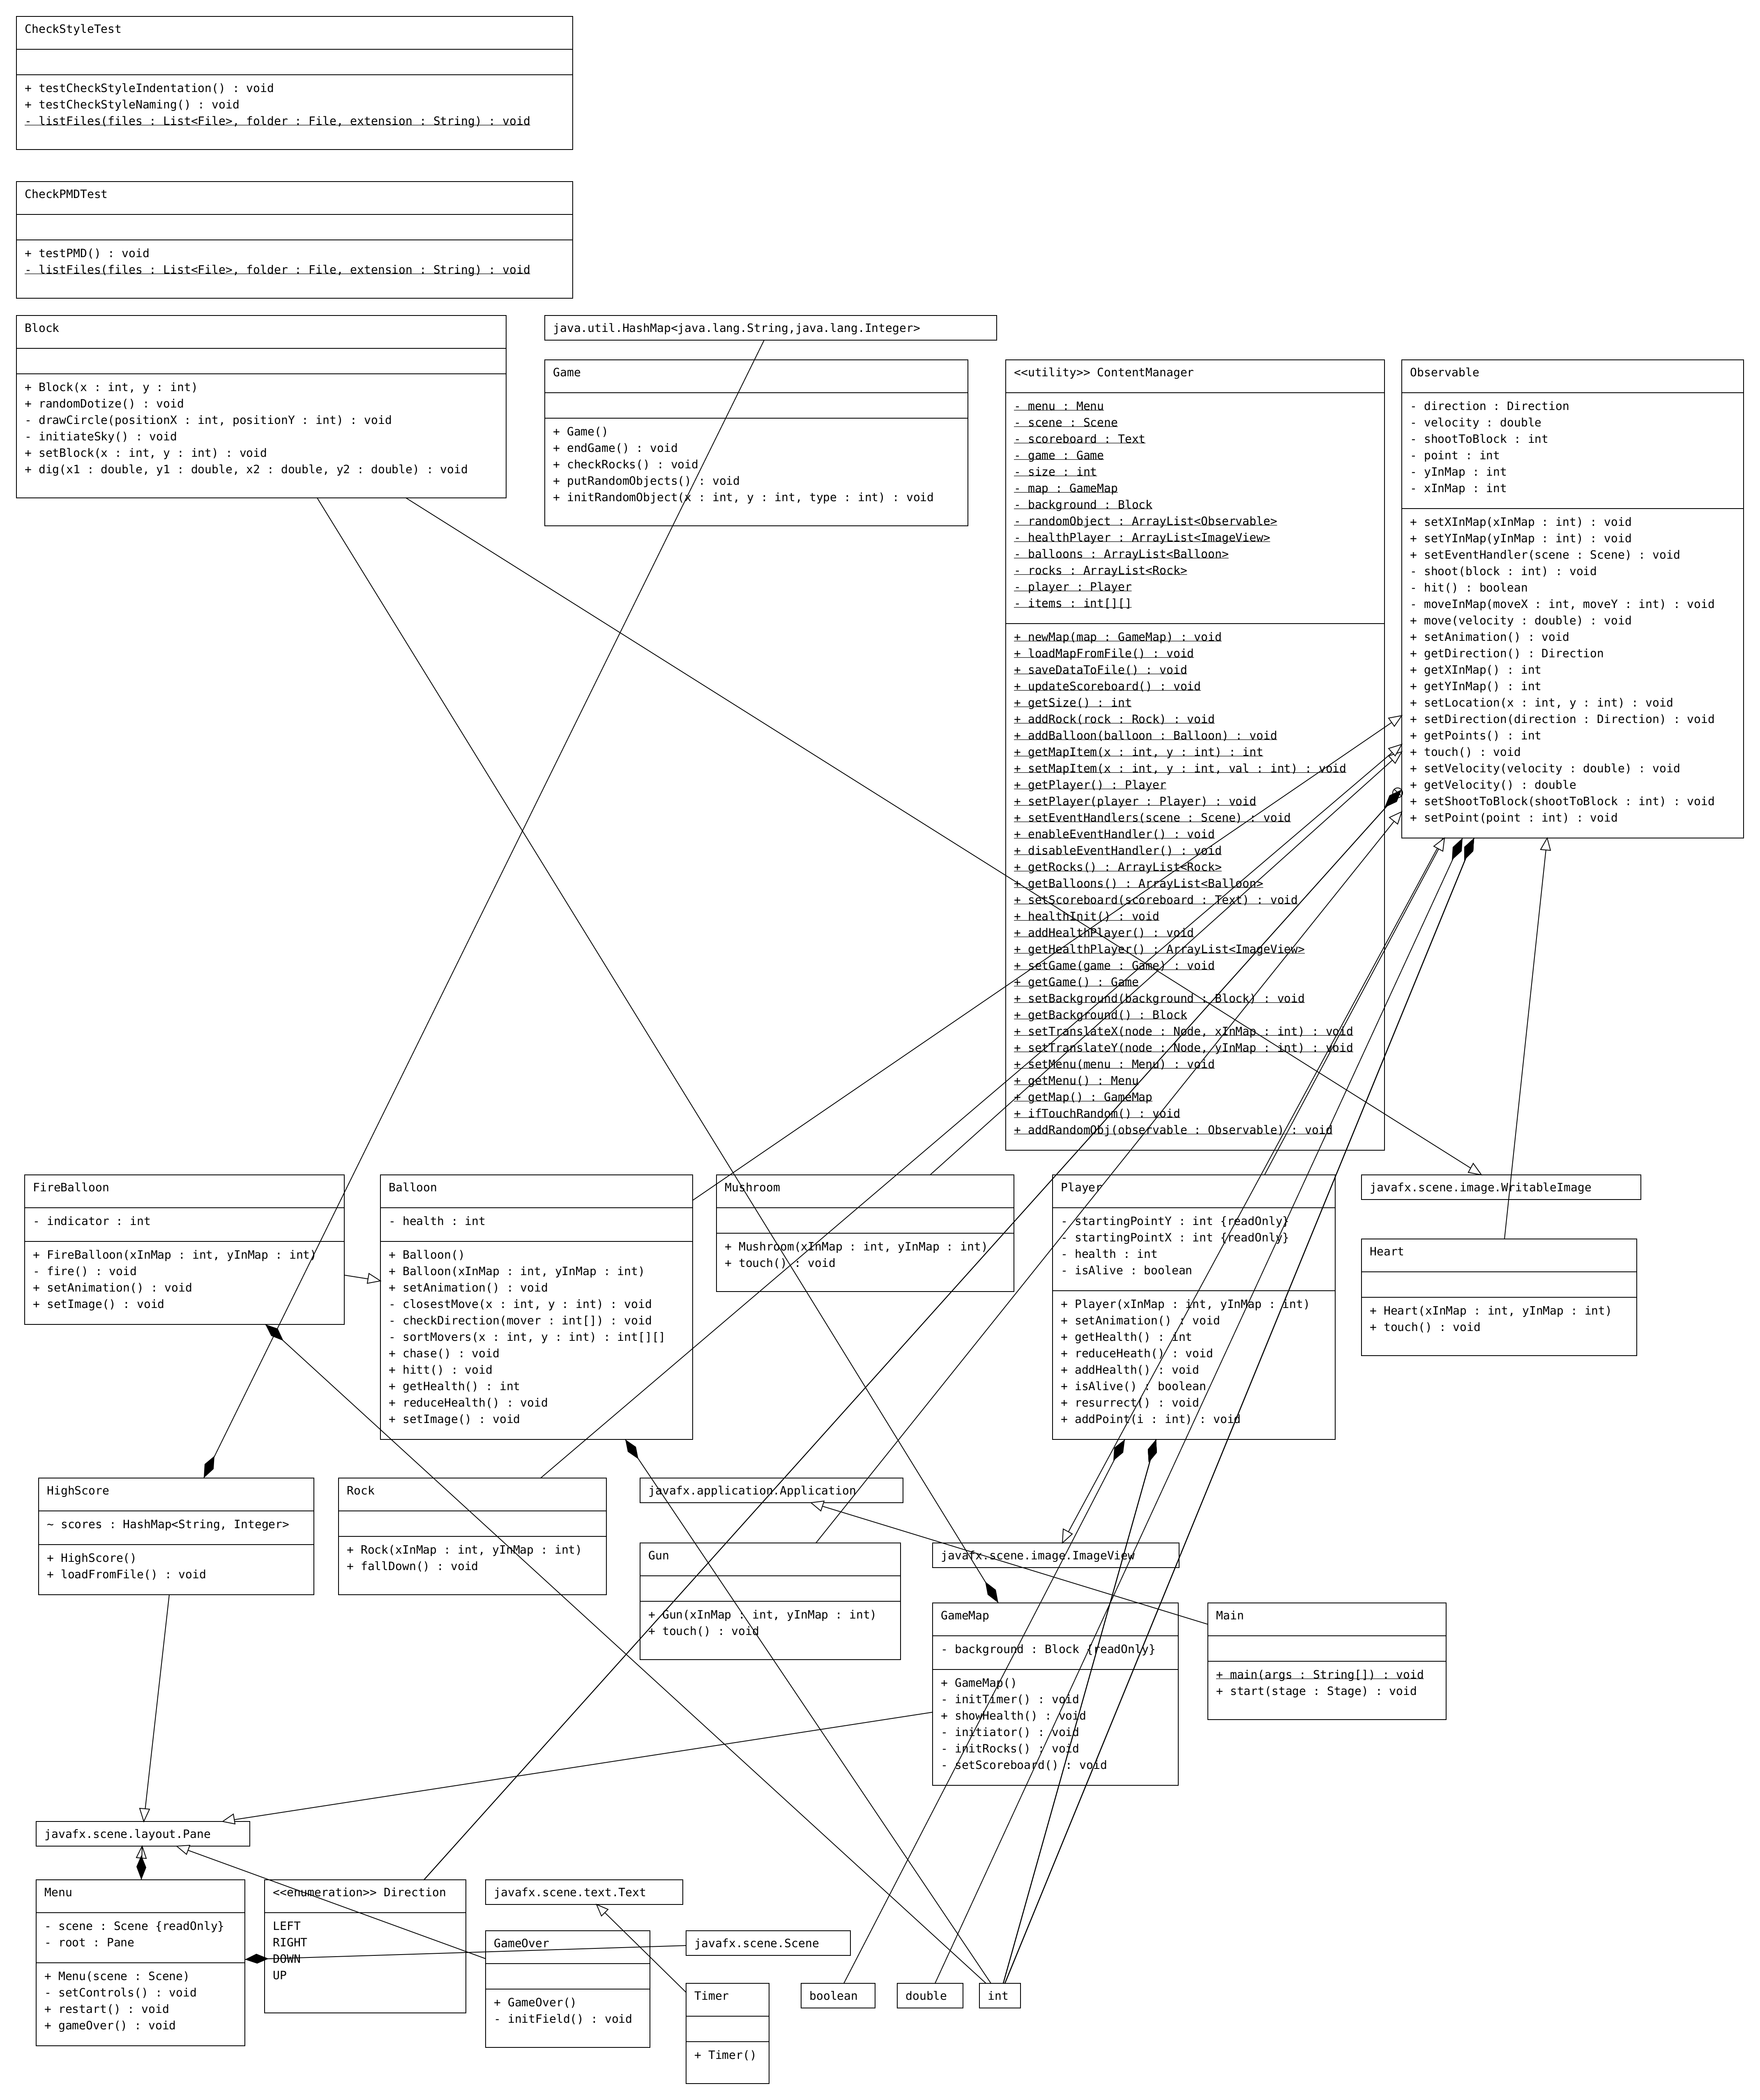 CheckStyleTest
+ testCheckStyleIndentation() : void
+ testCheckStyleNaming() : void
- listFiles(files : List<File>, folder : File, extension : String) : void
CheckPMDTest
+ testPMD() : void
- listFiles(files : List<File>, folder : File, extension : String) : void
Block
+ Block(x : int, y : int)
+ randomDotize() : void
- drawCircle(positionX : int, positionY : int) : void
- initiateSky() : void
+ setBlock(x : int, y : int) : void
+ dig(x1 : double, y1 : double, x2 : double, y2 : double) : void
java.util.HashMap<java.lang.String,java.lang.Integer>
Game
+ Game()
+ endGame() : void
+ checkRocks() : void
+ putRandomObjects() : void
+ initRandomObject(x : int, y : int, type : int) : void
<<utility>> ContentManager
- menu : Menu
- scene : Scene
- scoreboard : Text
- game : Game
- size : int
- map : GameMap
- background : Block
- randomObject : ArrayList<Observable>
- healthPlayer : ArrayList<ImageView>
- balloons : ArrayList<Balloon>
- rocks : ArrayList<Rock>
- player : Player
- items : int[][]
+ newMap(map : GameMap) : void
+ loadMapFromFile() : void
+ saveDataToFile() : void
+ updateScoreboard() : void
+ getSize() : int
+ addRock(rock : Rock) : void
+ addBalloon(balloon : Balloon) : void
+ getMapItem(x : int, y : int) : int
+ setMapItem(x : int, y : int, val : int) : void
+ getPlayer() : Player
+ setPlayer(player : Player) : void
+ setEventHandlers(scene : Scene) : void
+ enableEventHandler() : void
+ disableEventHandler() : void
+ getRocks() : ArrayList<Rock>
+ getBalloons() : ArrayList<Balloon>
+ setScoreboard(scoreboard : Text) : void
+ healthInit() : void
+ addHealthPlayer() : void
+ getHealthPlayer() : ArrayList<ImageView>
+ setGame(game : Game) : void
+ getGame() : Game
+ setBackground(background : Block) : void
+ getBackground() : Block
+ setTranslateX(node : Node, xInMap : int) : void
+ setTranslateY(node : Node, yInMap : int) : void
+ setMenu(menu : Menu) : void
+ getMenu() : Menu
+ getMap() : GameMap
+ ifTouchRandom() : void
+ addRandomObj(observable : Observable) : void
Observable
- direction : Direction
- velocity : double
- shootToBlock : int
- point : int
- yInMap : int
- xInMap : int
+ setXInMap(xInMap : int) : void
+ setYInMap(yInMap : int) : void
+ setEventHandler(scene : Scene) : void
- shoot(block : int) : void
- hit() : boolean
- moveInMap(moveX : int, moveY : int) : void
+ move(velocity : double) : void
+ setAnimation() : void
+ getDirection() : Direction
+ getXInMap() : int
+ getYInMap() : int
+ setLocation(x : int, y : int) : void
+ setDirection(direction : Direction) : void
+ getPoints() : int
+ touch() : void
+ setVelocity(velocity : double) : void
+ getVelocity() : double
+ setShootToBlock(shootToBlock : int) : void
+ setPoint(point : int) : void
FireBalloon
- indicator : int
+ FireBalloon(xInMap : int, yInMap : int)
- fire() : void
+ setAnimation() : void
+ setImage() : void
Balloon
- health : int
+ Balloon()
+ Balloon(xInMap : int, yInMap : int)
+ setAnimation() : void
- closestMove(x : int, y : int) : void
- checkDirection(mover : int[]) : void
- sortMovers(x : int, y : int) : int[][]
+ chase() : void
+ hitt() : void
+ getHealth() : int
+ reduceHealth() : void
+ setImage() : void
Mushroom
+ Mushroom(xInMap : int, yInMap : int)
+ touch() : void
Player
- startingPointY : int {readOnly}
- startingPointX : int {readOnly}
- health : int
- isAlive : boolean
+ Player(xInMap : int, yInMap : int)
+ setAnimation() : void
+ getHealth() : int
+ reduceHeath() : void
+ addHealth() : void
+ isAlive() : boolean
+ resurrect() : void
+ addPoint(i : int) : void
javafx.scene.image.WritableImage
Heart
+ Heart(xInMap : int, yInMap : int)
+ touch() : void
HighScore
~ scores : HashMap<String, Integer>
+ HighScore()
+ loadFromFile() : void
Rock
+ Rock(xInMap : int, yInMap : int)
+ fallDown() : void
javafx.application.Application
Gun
+ Gun(xInMap : int, yInMap : int)
+ touch() : void
javafx.scene.image.ImageView
GameMap
- background : Block {readOnly}
+ GameMap()
- initTimer() : void
+ showHealth() : void
- initiator() : void
- initRocks() : void
- setScoreboard() : void
Main
+ main(args : String[]) : void
+ start(stage : Stage) : void
javafx.scene.layout.Pane
Menu
- scene : Scene {readOnly}
- root : Pane
+ Menu(scene : Scene)
- setControls() : void
+ restart() : void
+ gameOver() : void
<<enumeration>> Direction
LEFT
RIGHT
DOWN
UP
javafx.scene.text.Text
GameOver
+ GameOver()
- initField() : void
javafx.scene.Scene
Timer
+ Timer()
boolean
double
int